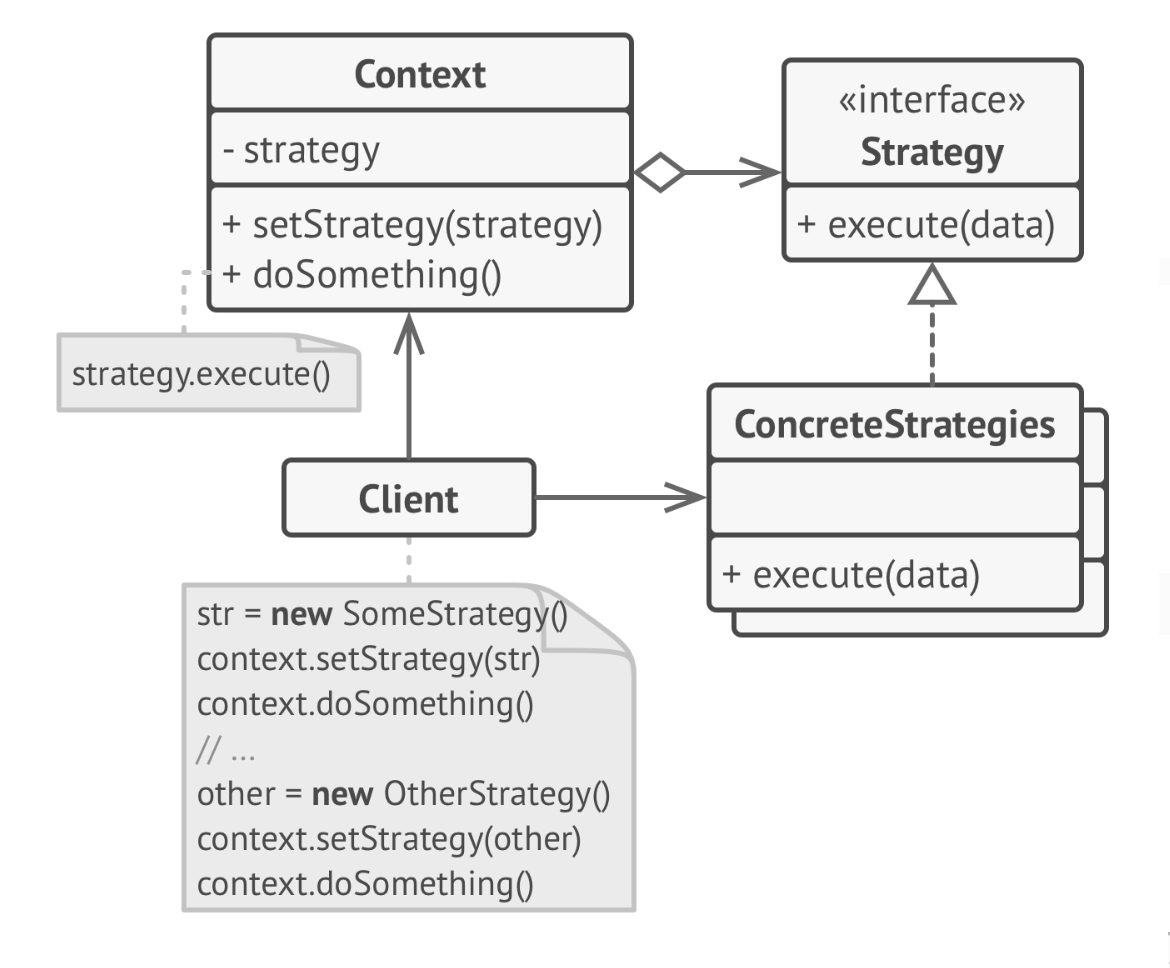 Context
- strategy
+ setStrategy(strategy)
+ doSomething()
strategy.execute()
«interface»
Strategy
+ execute(data)
Client
ConcreteStrategies
+ execute(data)
str = new SomeStrategy()
context.setStrategy(str)
context.doSomething()
// ...
other = new OtherStrategy()
context.setStrategy(other)
context.doSomething()